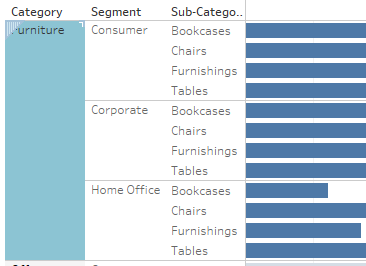 Category Segment Sub-Catego..
Furniture Consumer Bookcases
Chairs
Furnishings
Tables
Corporate Bookcases
Chairs
Furnishings
Tables
Home Office Bookcases
Chairs
Furnishings
Tables